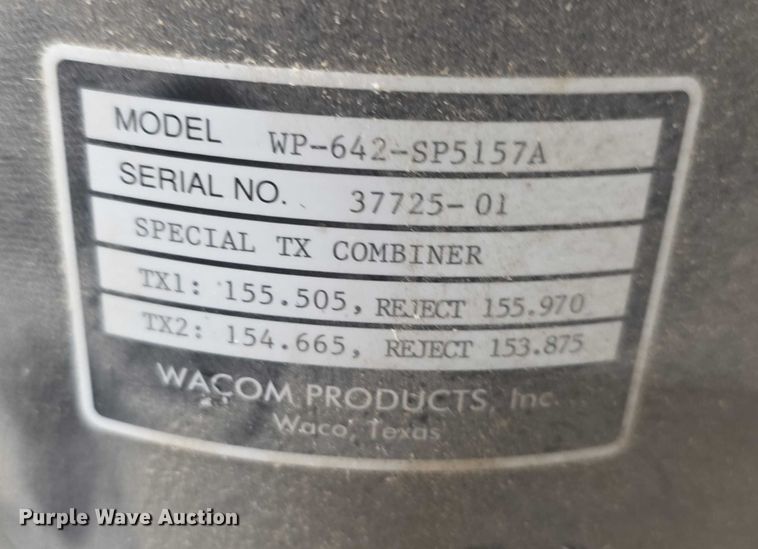 MODEL WP-642-SP5157A
SERIAL NO. 37725-01
SPECIAL TX COMBINER
TX1: 155.505, REJECT 155.970
TX2: 154.665, REJECT 153.875
WACOM PRODUCTS, Inc.
Waco, Texas
Purple Wave Auction